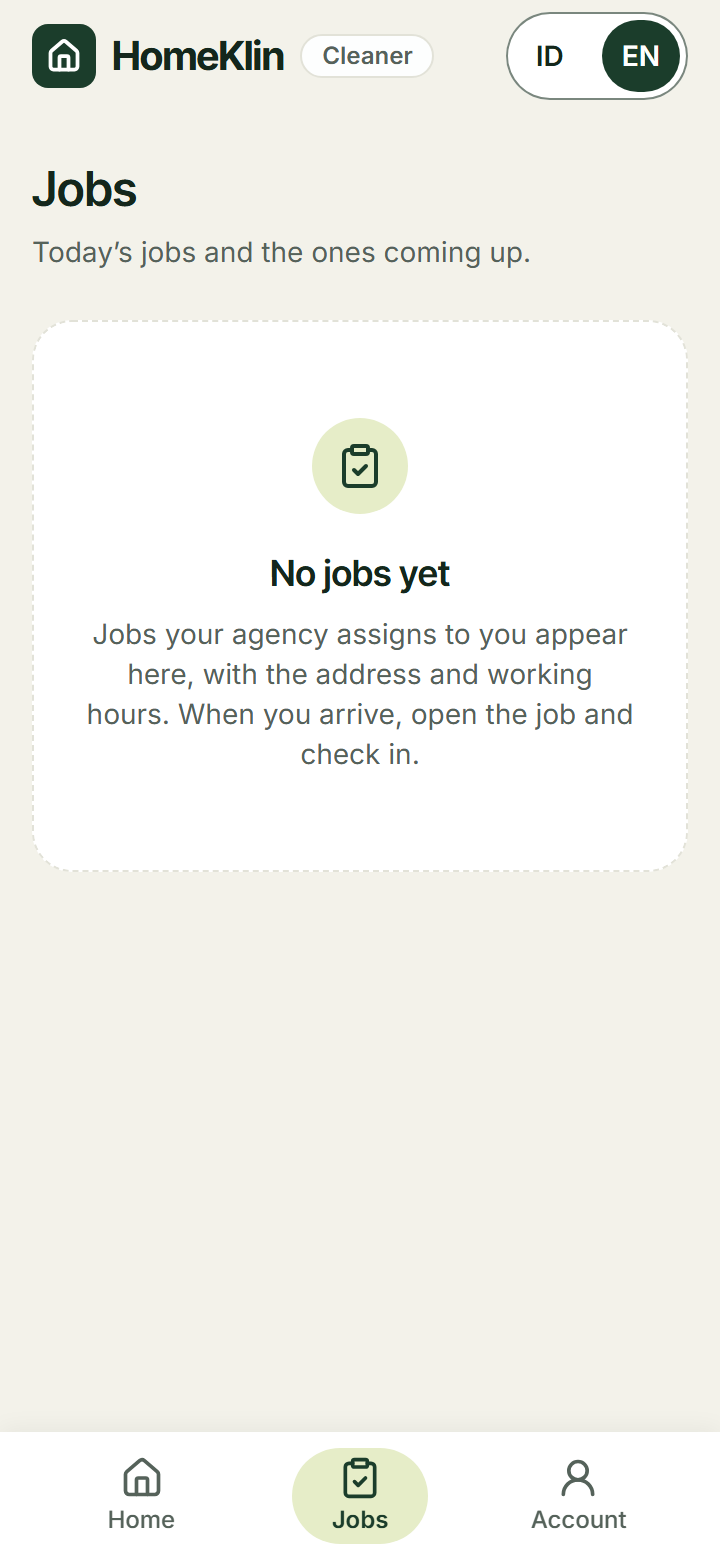 HomeKlin
Cleaner
ID
EN
Jobs
Today’s jobs and the ones coming up.
No jobs yet
Jobs your agency assigns to you appear
here, with the address and working
hours. When you arrive, open the job and
check in.
Home
Jobs
Account